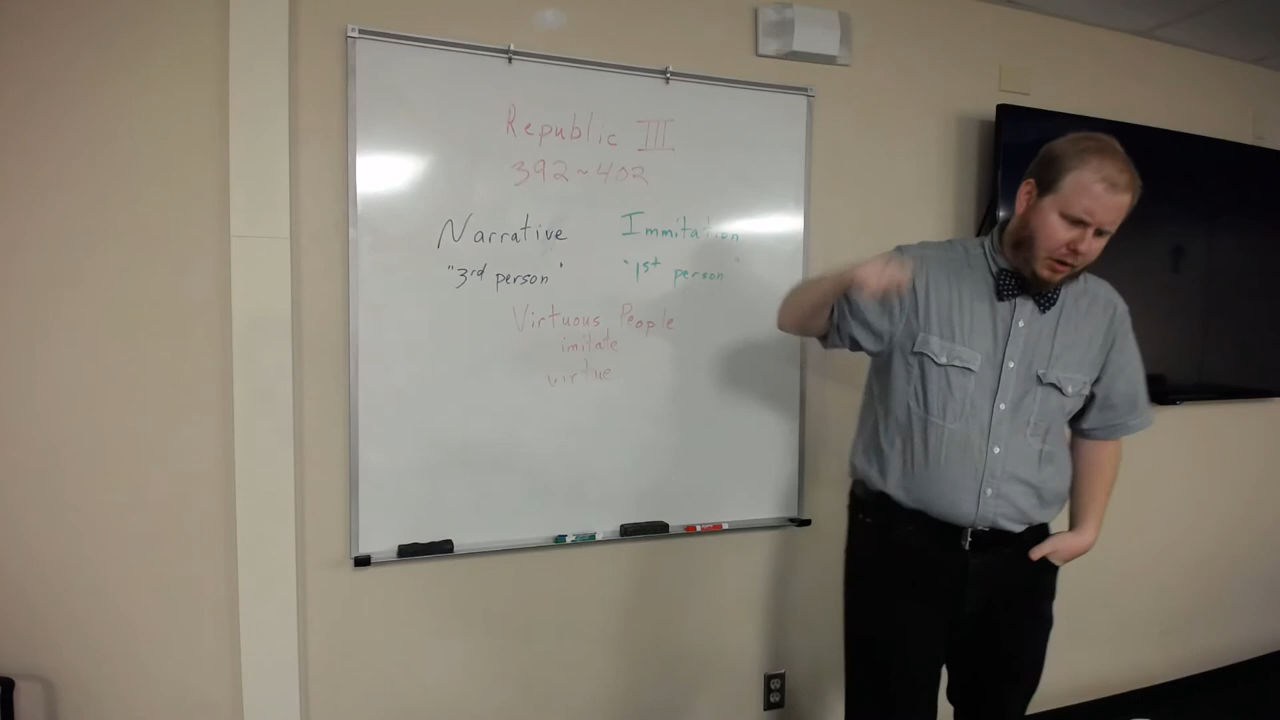 Republic III
392~402
Narrative Immitation
"3rd person" "1st person"
Virtuous People
imitate
virtue